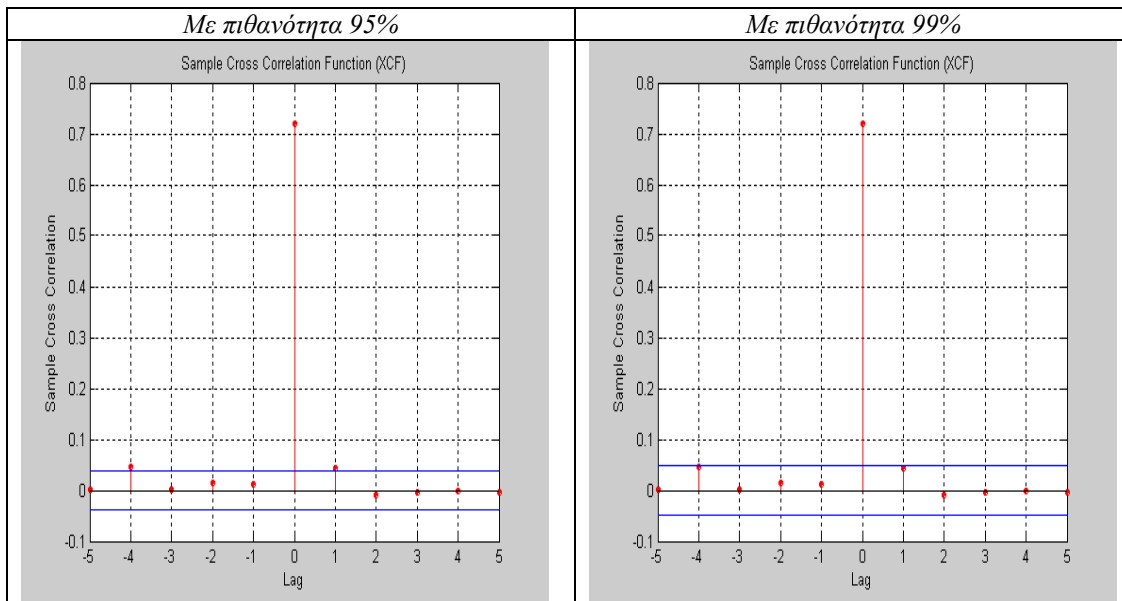 Με πιθανότητα 95%
Με πιθανότητα 99%
Sample Cross Correlation Function (XCF)
0.8
0.7
0.6
0.5
0.4
0.3
0.2
0.1
0
-0.1
Sample Cross Correlation
-5 -4 -3 -2 -1 0 1 2 3 4 5
Lag
Sample Cross Correlation Function (XCF)
0.8
0.7
0.6
0.5
0.4
0.3
0.2
0.1
0
-0.1
Sample Cross Correlation
-5 -4 -3 -2 -1 0 1 2 3 4 5
Lag